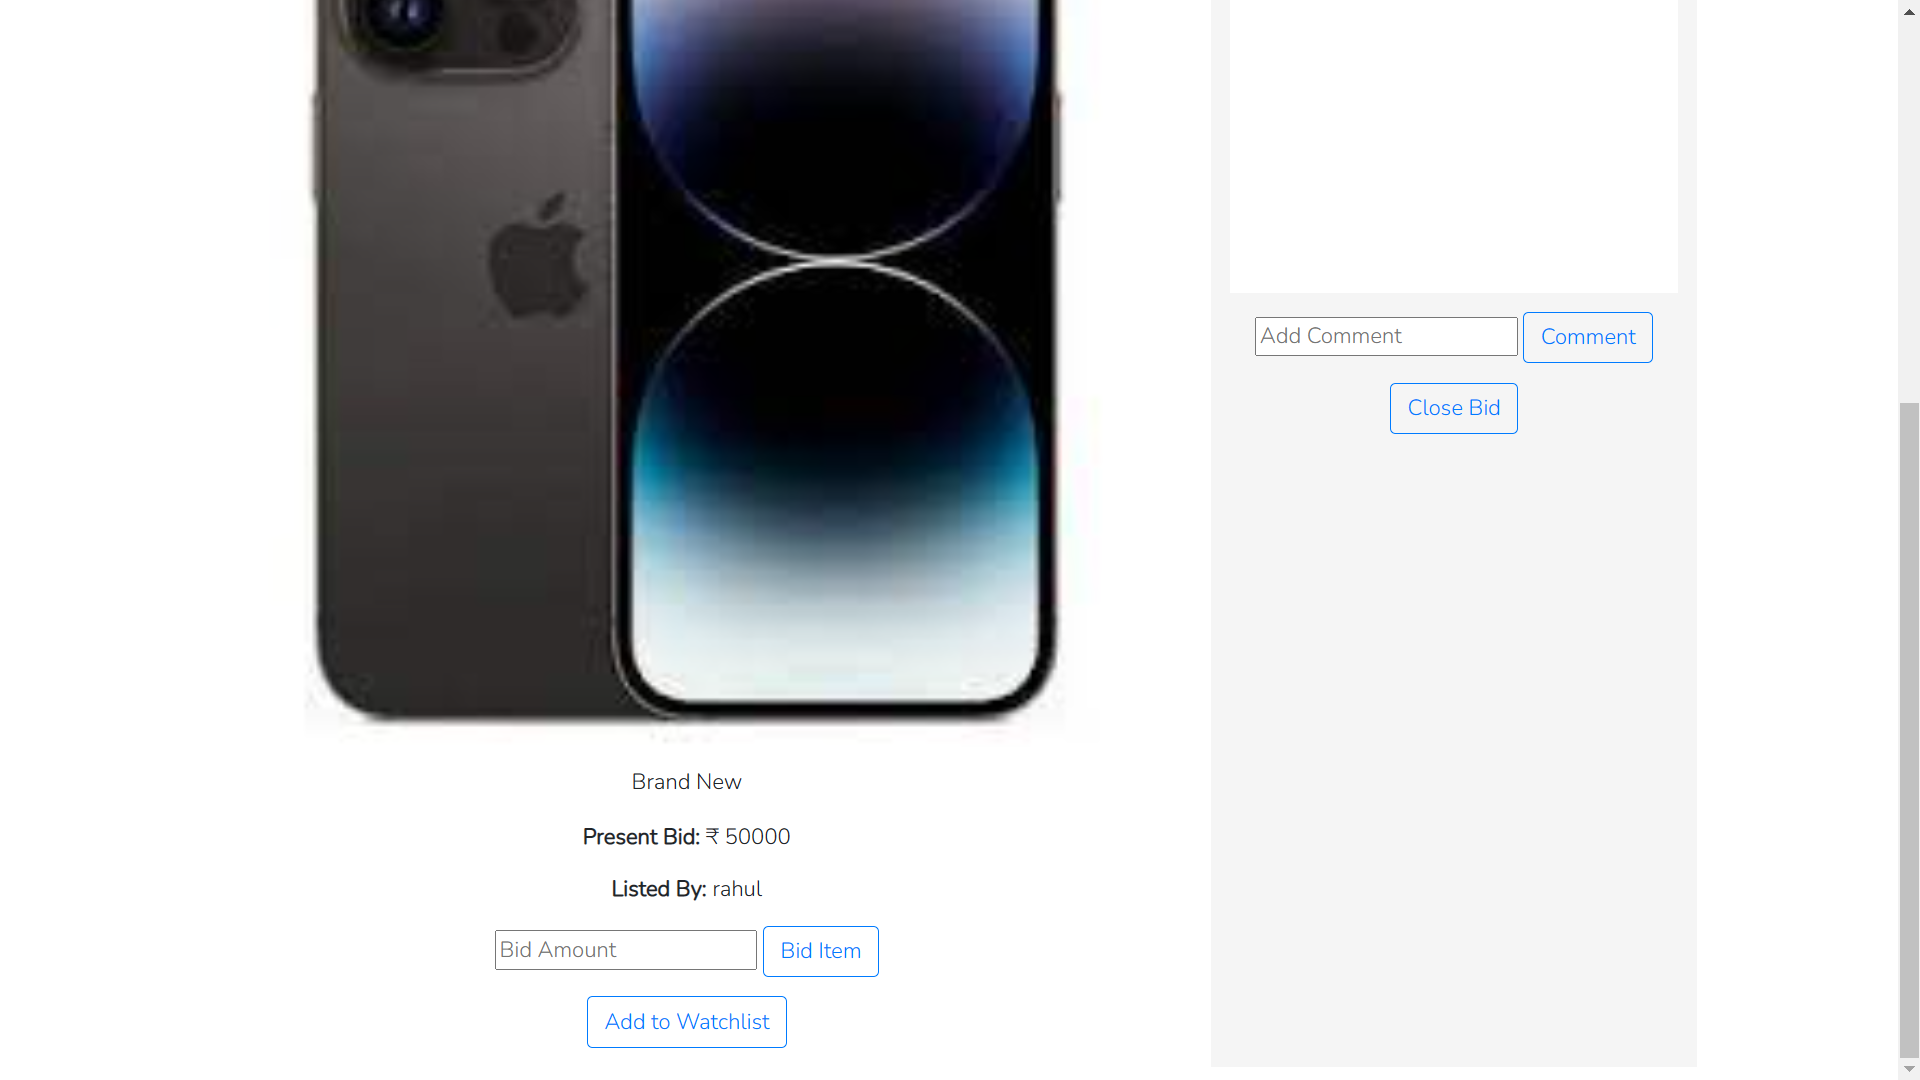 Add Comment Comment
Close Bid
Brand New
Present Bid: ₹ 50000
Listed By: rahul
Bid Amount Bid Item
Add to Watchlist